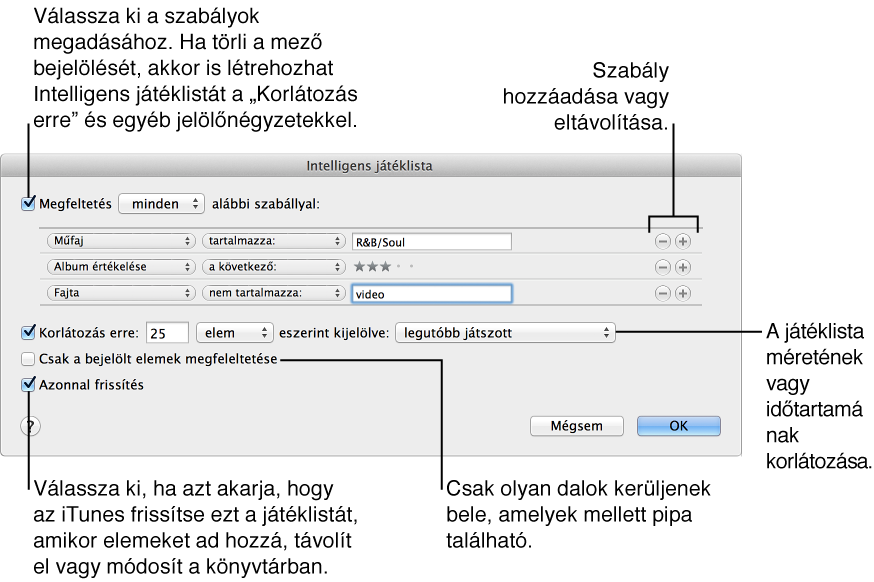 Válassza ki a szabályok
megadásához. Ha törli a mező
bejelölését, akkor is létrehozhat
Intelligens játéklistát a „Korlátozás
erre” és egyéb jelölőnégyzetekkel.
Szabály
hozzáadása vagy
eltávolítása.
Intelligens játéklista
Megfeltetés minden alábbi szabállyal:
Műfaj tartalmazza: R&B/Soul
Album értékelése a következő: ★★★
Fajta nem tartalmazza: video
Korlátozás erre: 25 elem eszerint kijelölve: legutóbb játszott
Csak a bejelölt elemek megfeleltetése
Azonnal frissítés
? Mégsem OK
A játéklista
méretének
vagy
időtartamá
nak
korlátozása.
Válassza ki, ha azt akarja, hogy
az iTunes frissítse ezt a játéklistát,
amikor elemeket ad hozzá, távolít
el vagy módosít a könyvtárban.
Csak olyan dalok kerüljenek
bele, amelyek mellett pipa
található.